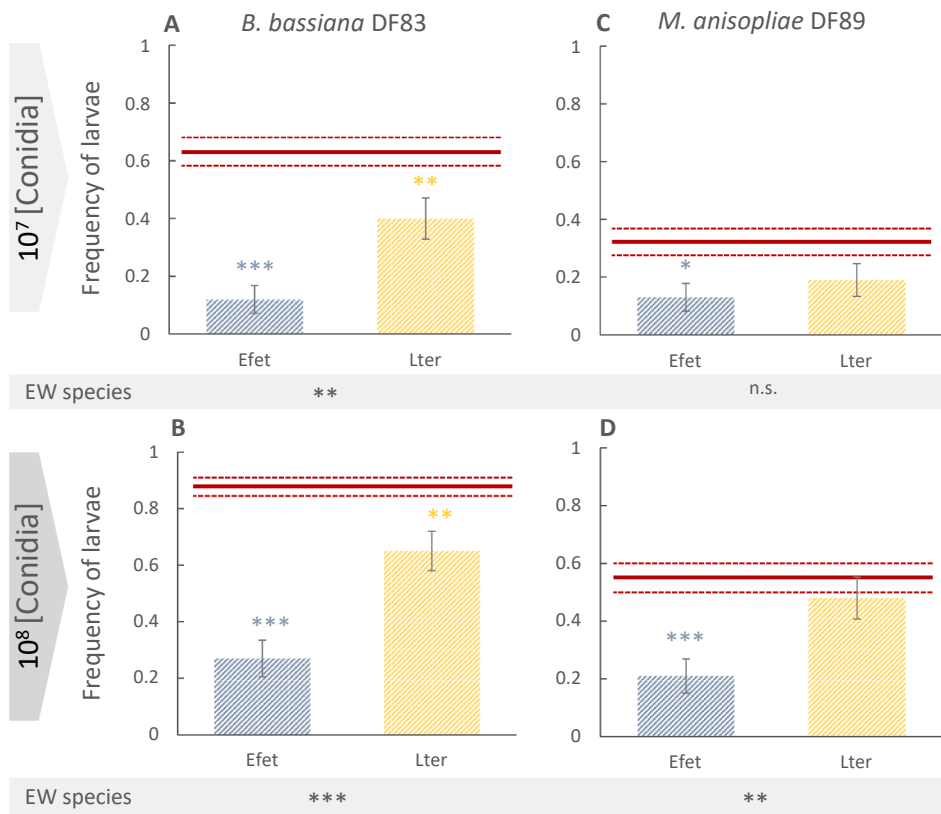 A B. bassiana DF83 C M. anisopliae DF89
10⁷ [Conidia]
Frequency of larvae
1
0.8
0.6
0.4
0.2
0
***
**
Efet Lter
1
0.8
0.6
0.4
0.2
0
*
Efet Lter
EW species ** n.s.
B D
10⁸ [Conidia]
Frequency of larvae
1
0.8
0.6
0.4
0.2
0
***
**
Efet Lter
1
0.8
0.6
0.4
0.2
0
***
Efet Lter
EW species *** **